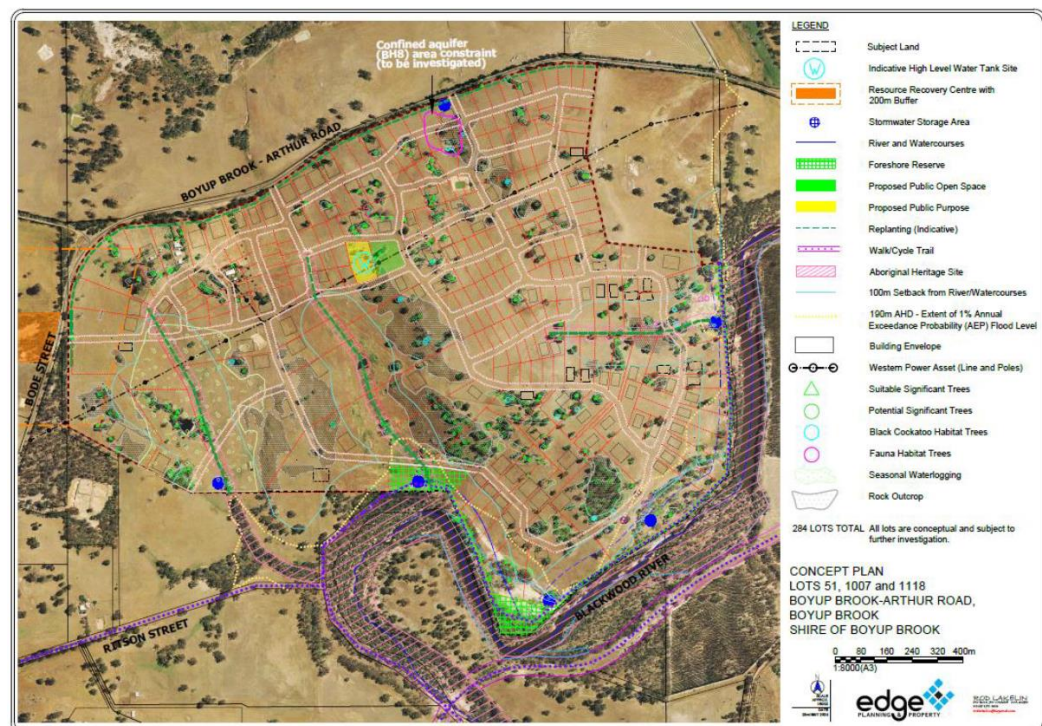 Confined aquifer
(BH8) area constraint
(to be investigated)
BOYUP BROOK - ARTHUR ROAD
BODE STREET
RITSON STREET
BLACKWOOD RIVER
LEGEND
Subject Land
W
Indicative High Level Water Tank Site
Resource Recovery Centre with
200m Buffer
Stormwater Storage Area
River and Watercourses
Foreshore Reserve
Proposed Public Open Space
Proposed Public Purpose
Replanting (Indicative)
Walk/Cycle Trail
Aboriginal Heritage Site
100m Setback from River/Watercourses
190m AHD - Extent of 1% Annual
Exceedance Probability (AEP) Flood Level
Building Envelope
Western Power Asset (Line and Poles)
Suitable Significant Trees
Potential Significant Trees
Black Cockatoo Habitat Trees
Fauna Habitat Trees
Seasonal Waterlogging
Rock Outcrop
284 LOTS TOTAL All lots are conceptual and subject to
further investigation.
CONCEPT PLAN
LOTS 51, 1007 and 1118
BOYUP BROOK-ARTHUR ROAD,
BOYUP BROOK
SHIRE OF BOYUP BROOK
0 80 160 240 320 400m
1:8000(A3)
edge
PLANNING PROPERTY
ROD LAKELIN